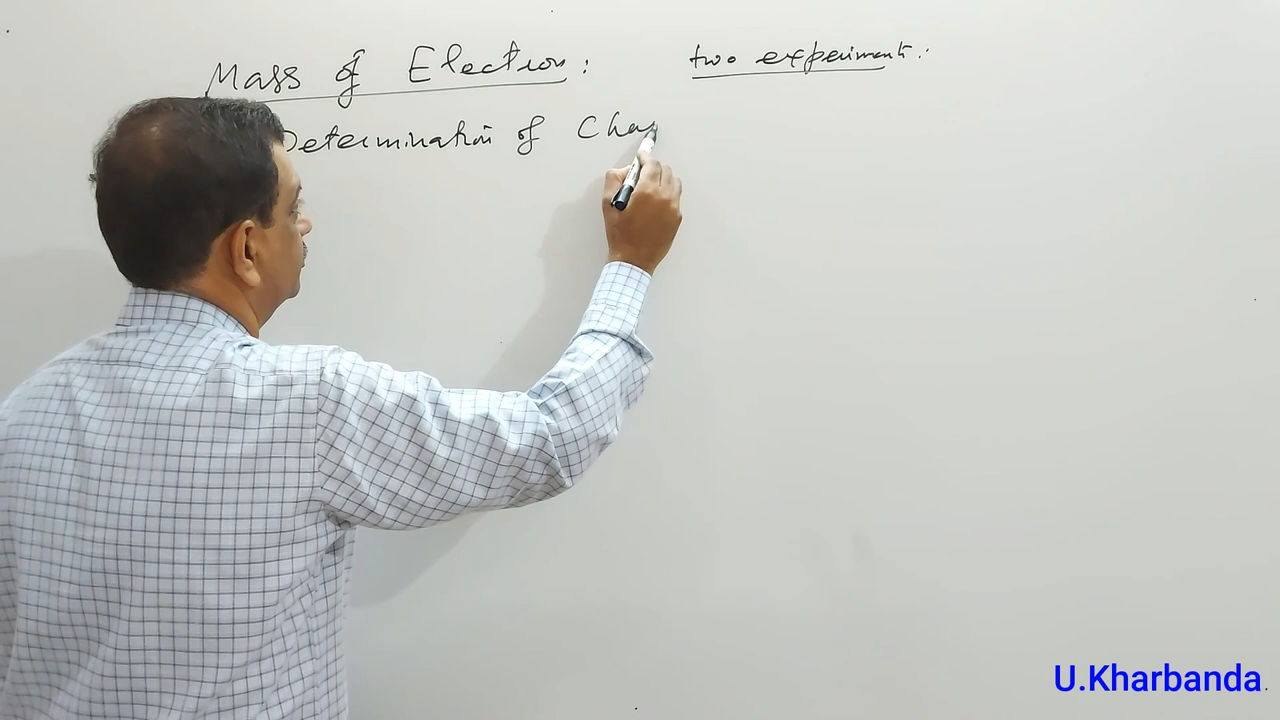 Mass of Electron :
two experiments :
Determination of Char
U.Kharbanda